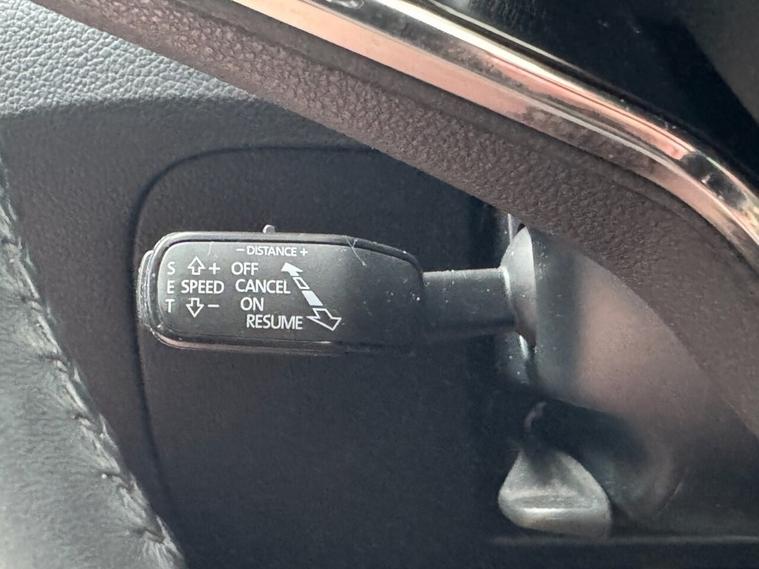 − DISTANCE +
S ⇧ + OFF
E SPEED CANCEL
T ⇩ − ON
RESUME